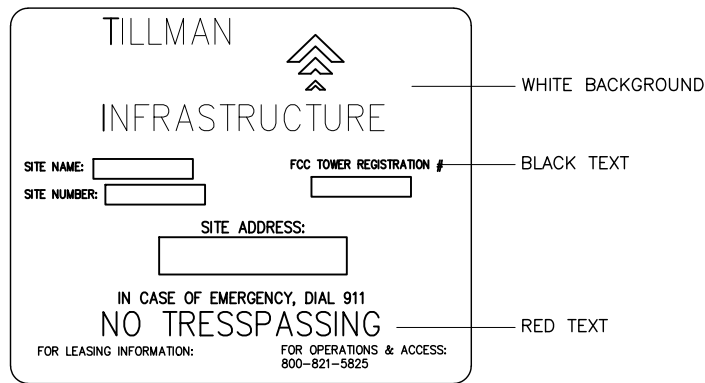 TILLMAN
INFRASTRUCTURE
WHITE BACKGROUND
SITE NAME:
FCC TOWER REGISTRATION #
BLACK TEXT
SITE NUMBER:
SITE ADDRESS:
IN CASE OF EMERGENCY, DIAL 911
NO TRESSPASSING
RED TEXT
FOR LEASING INFORMATION:
FOR OPERATIONS & ACCESS:
800-821-5825